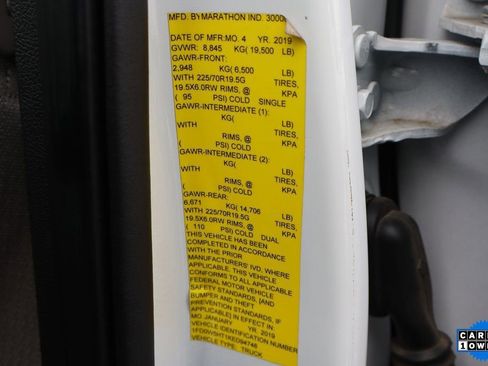 MFD. BY MARATHON IND. 3000
DATE OF MFR: MO. 4 YR. 2019
GVWR: 8,845 KG( 19,500 LB)
GAWR-FRONT:
2,948 KG( 6,500 LB)
WITH 225/70R19.5G TIRES,
19.5X6.0RW RIMS, @ KPA
( 95 PSI) COLD SINGLE
GAWR-INTERMEDIATE (1):
KG( LB)
WITH TIRES,
RIMS, @ KPA
( PSI) COLD
GAWR-INTERMEDIATE (2):
KG( LB)
WITH TIRES,
RIMS, @ KPA
( PSI) COLD
GAWR-REAR:
6,671 KG( 14,706 LB)
WITH 225/70R19.5G TIRES,
19.5X6.0RW RIMS, @ KPA
( 110 PSI) COLD DUAL
THIS VEHICLE HAS BEEN
COMPLETED IN ACCORDANCE
WITH THE PRIOR
MANUFACTURERS' IVD, WHERE
APPLICABLE. THIS VEHICLE
CONFORMS TO ALL APPLICABLE
FEDERAL MOTOR VEHICLE
SAFETY STANDARDS, [AND
BUMPER AND THEFT
PREVENTION STANDARDS, IF
APPLICABLE] IN EFFECT IN:
MO. JANUARY YR. 2019
VEHICLE IDENTIFICATION NUMBER
VEHICLE TYPE: TRUCK
CAR
1 OWN